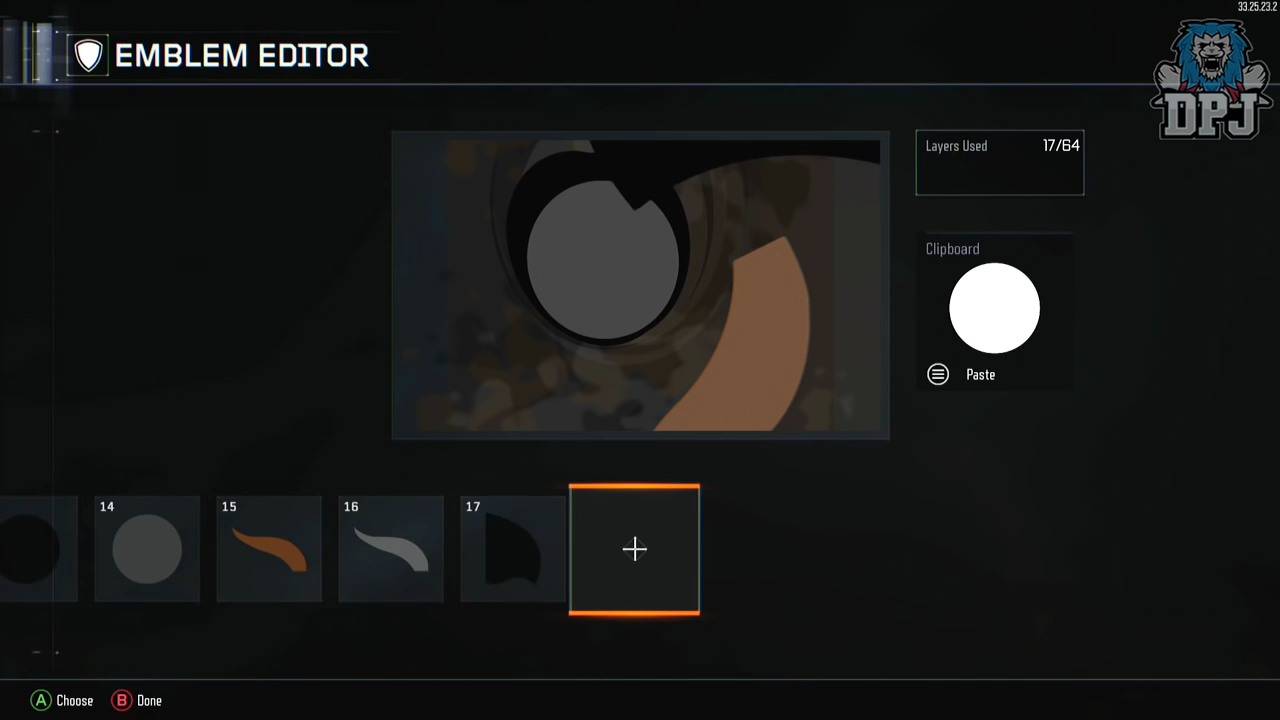 33.25.23.2
EMBLEM EDITOR
DPJ
Layers Used 17/64
Clipboard
Paste
14 15 16 17
A Choose B Done